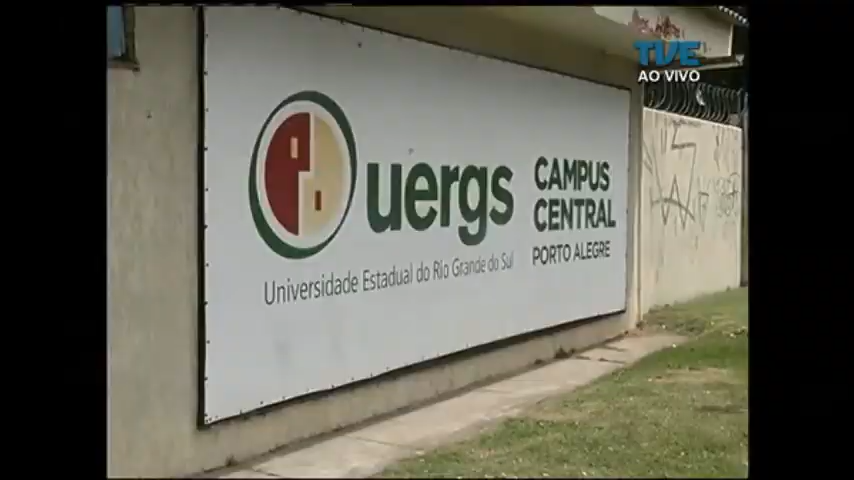 TVE
AO VIVO
uergs
Universidade Estadual do Rio Grande do Sul
CAMPUS
CENTRAL
PORTO ALEGRE